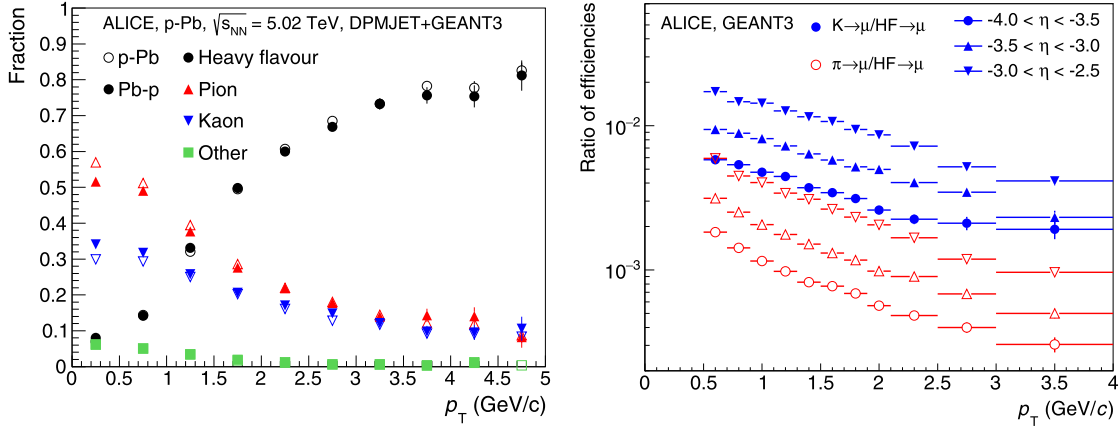 ALICE, p-Pb, √sNN = 5.02 TeV, DPMJET+GEANT3
p-Pb
Pb-p
Heavy flavour
Pion
Kaon
Other
Fraction
1
0.9
0.8
0.7
0.6
0.5
0.4
0.3
0.2
0.1
0
0 0.5 1 1.5 2 2.5 3 3.5 4 4.5 5
pT (GeV/c)
ALICE, GEANT3
K→μ/HF→μ
π→μ/HF→μ
-4.0 < η < -3.5
-3.5 < η < -3.0
-3.0 < η < -2.5
Ratio of efficiencies
10−2
10−3
0 0.5 1 1.5 2 2.5 3 3.5 4
pT (GeV/c)